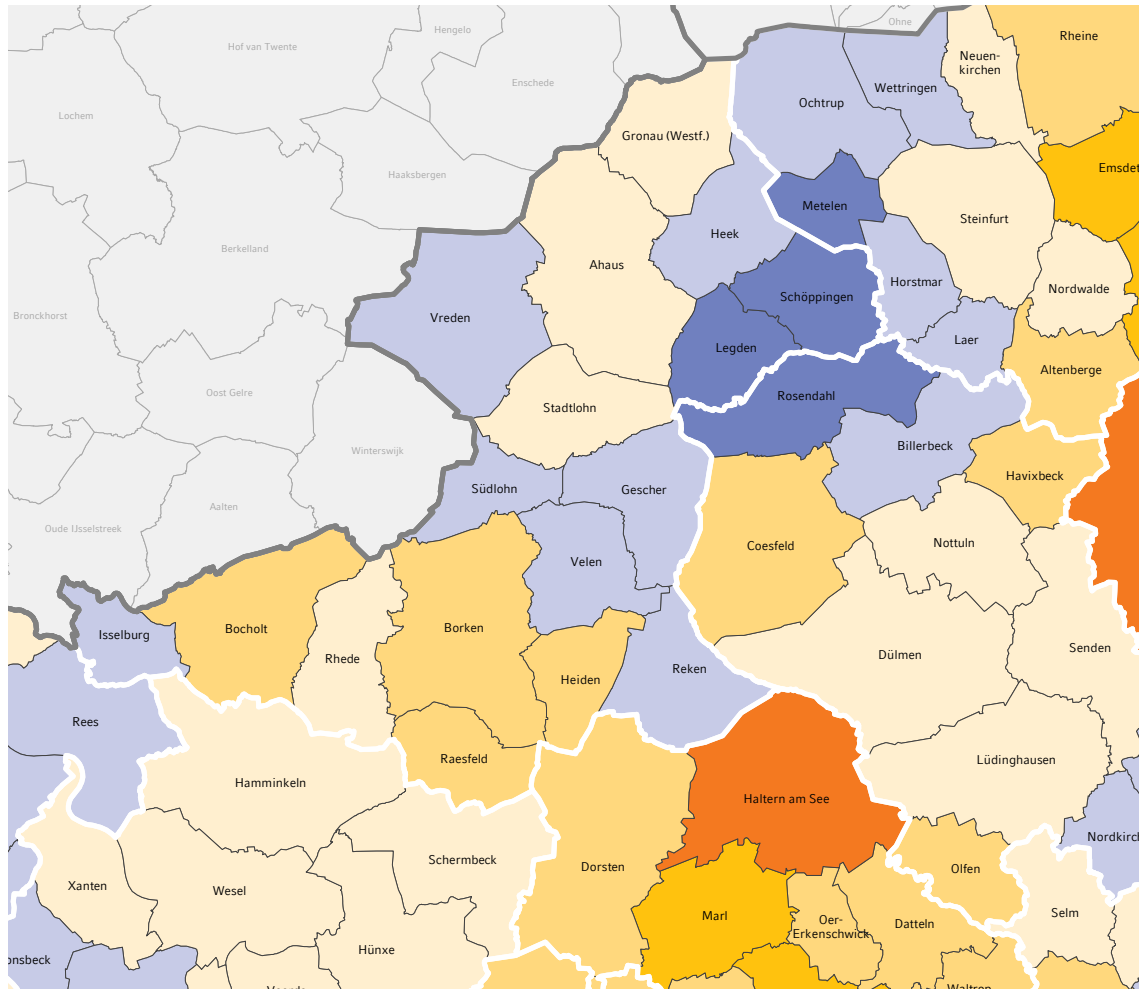 Ohne
Hengelo
Rheine
Hof van Twente
Neuen-
kirchen
Enschede
Wettringen
Ochtrup
Lochem
Gronau (Westf.)
Emsdet
Haaksbergen
Metelen
Steinfurt
Heek
Berkelland
Ahaus
Horstmar
Nordwalde
Schöppingen
Bronckhorst
Vreden
Laer
Legden
Altenberge
Oost Gelre
Rosendahl
Stadtlohn
Billerbeck
Winterswijk
Havixbeck
Südlohn
Gescher
Aalten
Oude IJsselstreek
Nottuln
Coesfeld
Velen
Bocholt
Borken
Isselburg
Senden
Dülmen
Rhede
Reken
Heiden
Rees
Raesfeld
Lüdinghausen
Hamminkeln
Haltern am See
Nordkirch
Schermbeck
Dorsten
Olfen
Xanten
Wesel
Selm
Marl
Oer-
Erkenschwick
Datteln
Hünxe
onsbeck